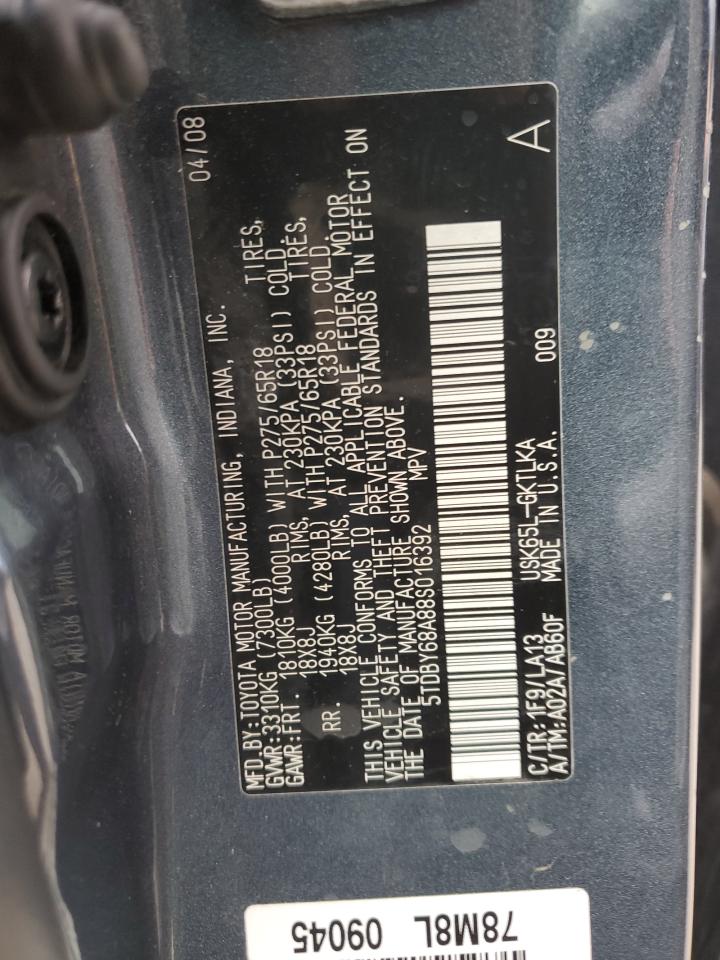 MFD.BY:TOYOTA MOTOR MANUFACTURING, INDIANA, INC. 04/08
GVWR:3310KG (7300LB)
GAWR:FRT. 1810KG (4000LB) WITH P275/65R18 TIRES,
18X8J RIMS, AT 230KPA (33PSI) COLD
RR. 1940KG (4280LB) WITH P275/65R18 TIRES,
18X8J RIMS, AT 230KPA (33PSI) COLD.
THIS VEHICLE CONFORMS TO ALL APPLICABLE FEDERAL MOTOR
VEHICLE SAFETY AND THEFT PREVENTION STANDARDS IN EFFECT ON
THE DATE OF MANUFACTURE SHOWN ABOVE.
5TDBY68A88S016392 MPV
C/TR:1F9/LA13 USK65L-GKTLKA
A/TM:A02A/AB60F MADE IN U.S.A. 009 A
78M8L 09045